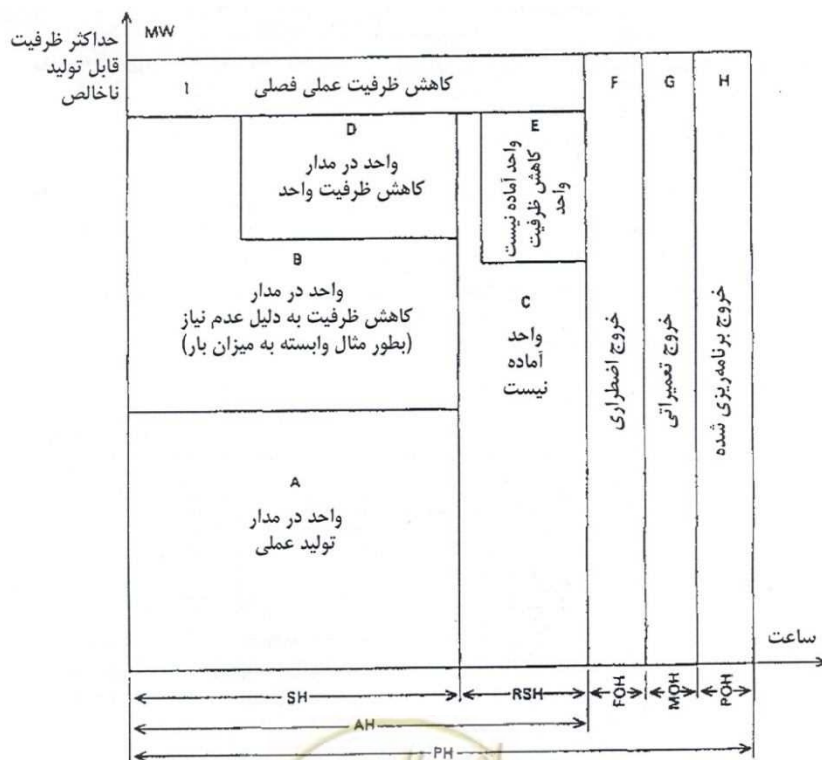 MW
حداکثر ظرفیت
قابل تولید
ناخالص
I
کاهش ظرفیت عملی فصلی
F
G
H
D
واحد در مدار
کاهش ظرفیت واحد
E
واحد آماده نیست
کاهش ظرفیت
واحد
B
واحد در مدار
کاهش ظرفیت به دلیل عدم نیاز
(بطور مثال وابسته به میزان بار)
C
واحد
آماده
نیست
خروج اضطراری
خروج تعمیراتی
خروج برنامه‌ریزی شده
A
واحد در مدار
تولید عملی
ساعت
SH
RSH
FOH
MOH
POH
AH
PH